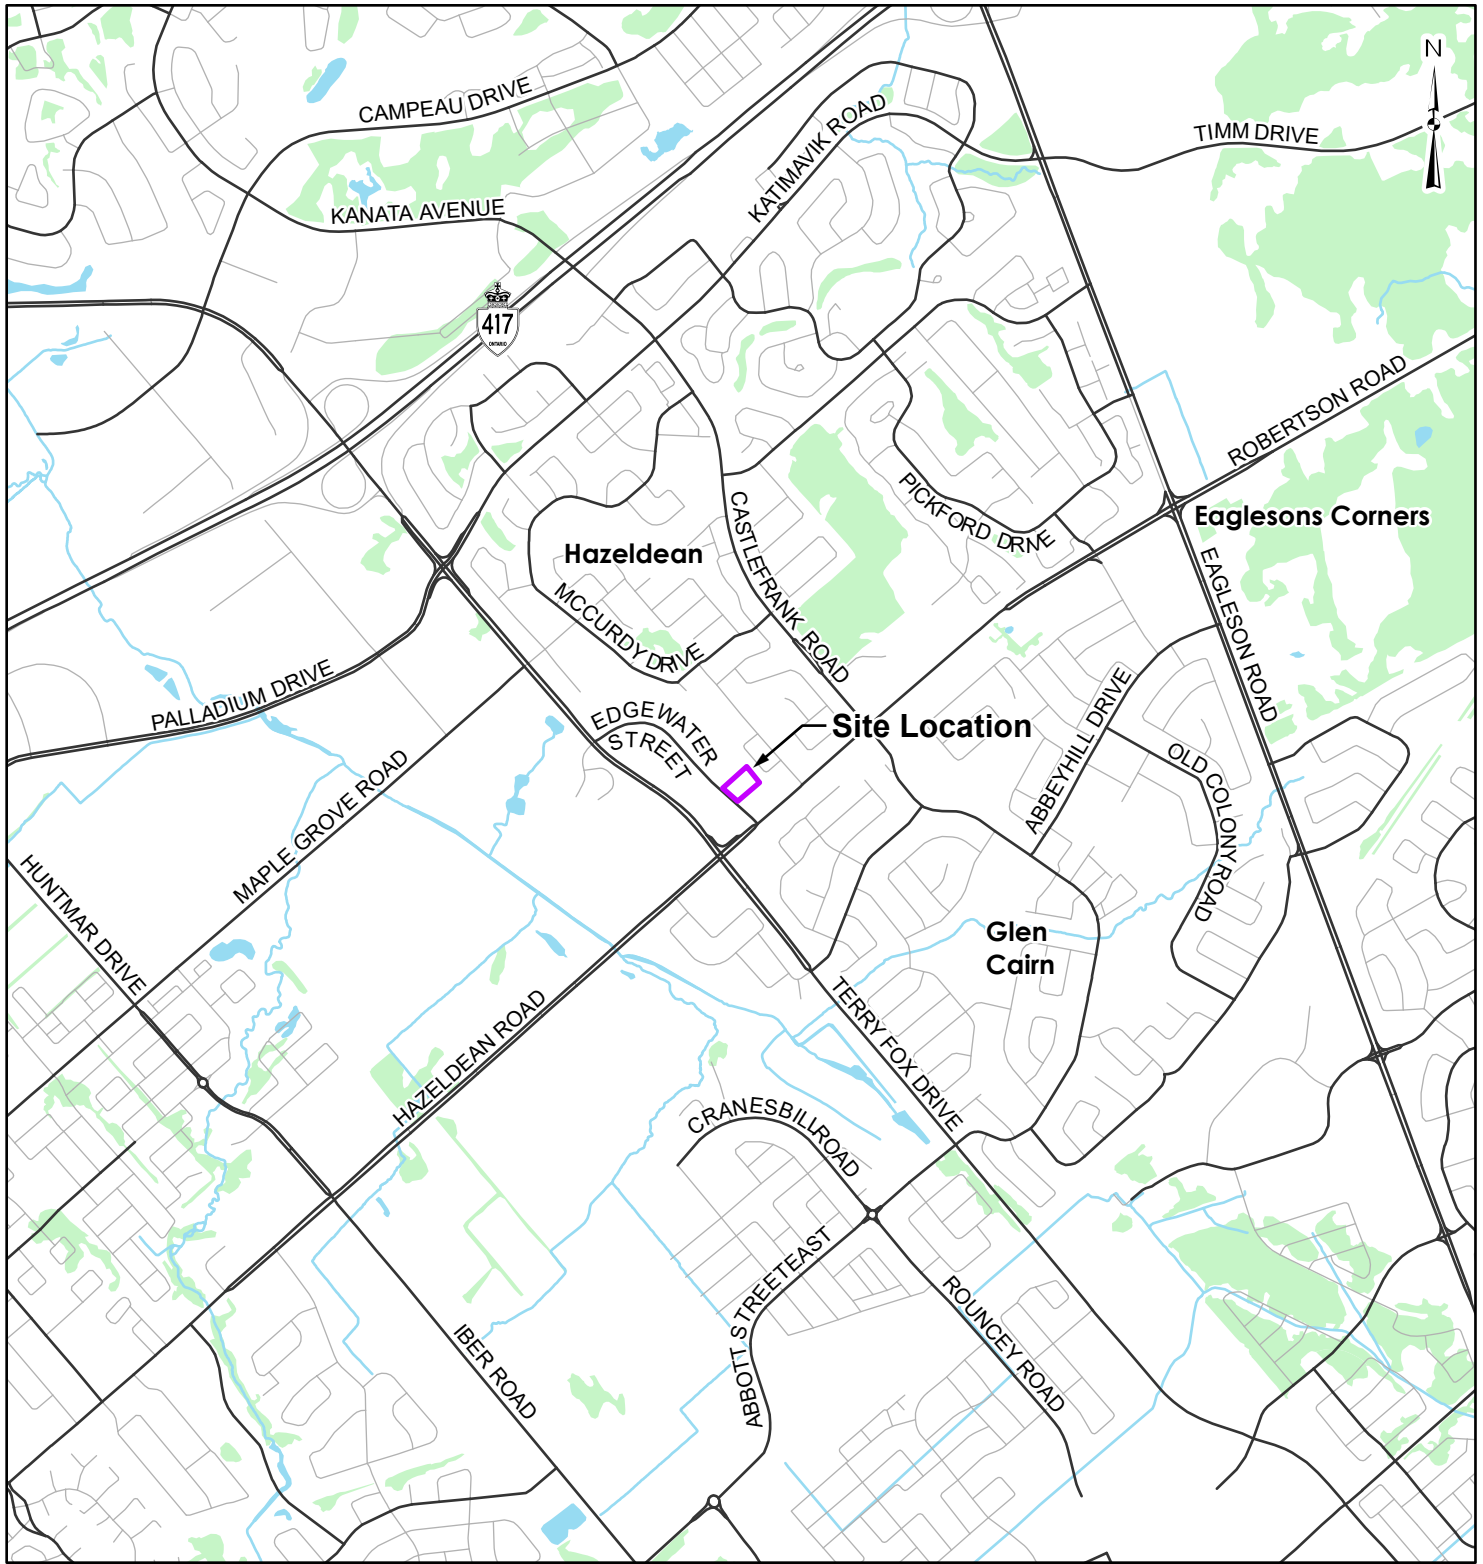 N
CAMPEAU DRIVE
KATIMAVIK ROAD
TIMM DRIVE
KANATA AVENUE
417
ONTARIO
ROBERTSON ROAD
PICKFORD DRIVE
Eaglesons Corners
CASTLEFRANK ROAD
Hazeldean
EAGLESON ROAD
MCCURDY DRIVE
PALLADIUM DRIVE
ABBEYHILL DRIVE
EDGEWATER
STREET
Site Location
OLD COLONY ROAD
MAPLE GROVE ROAD
HUNTMAR DRIVE
Glen
Cairn
TERRY FOX DRIVE
HAZELDEAN ROAD
CRANESBILL ROAD
ABBOTT STREET EAST
ROUNCEY ROAD
IBER ROAD